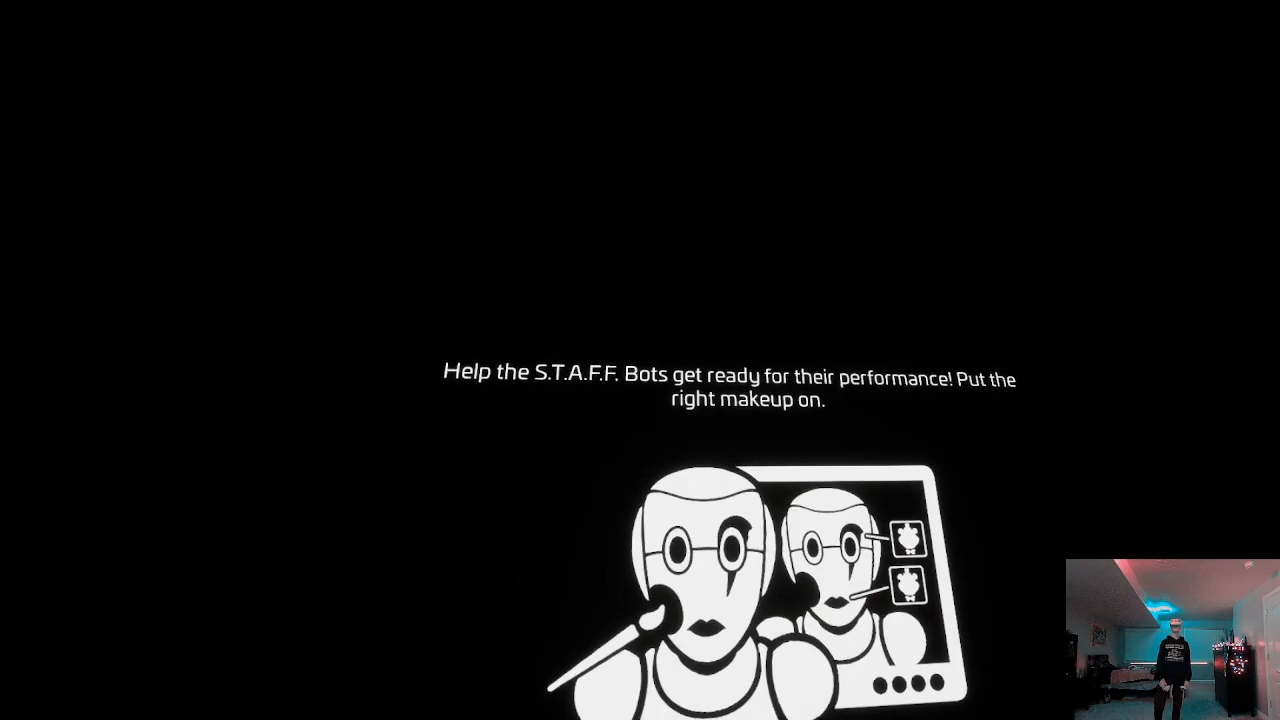 Help the S.T.A.F.F. Bots get ready for their performance! Put the
right makeup on.